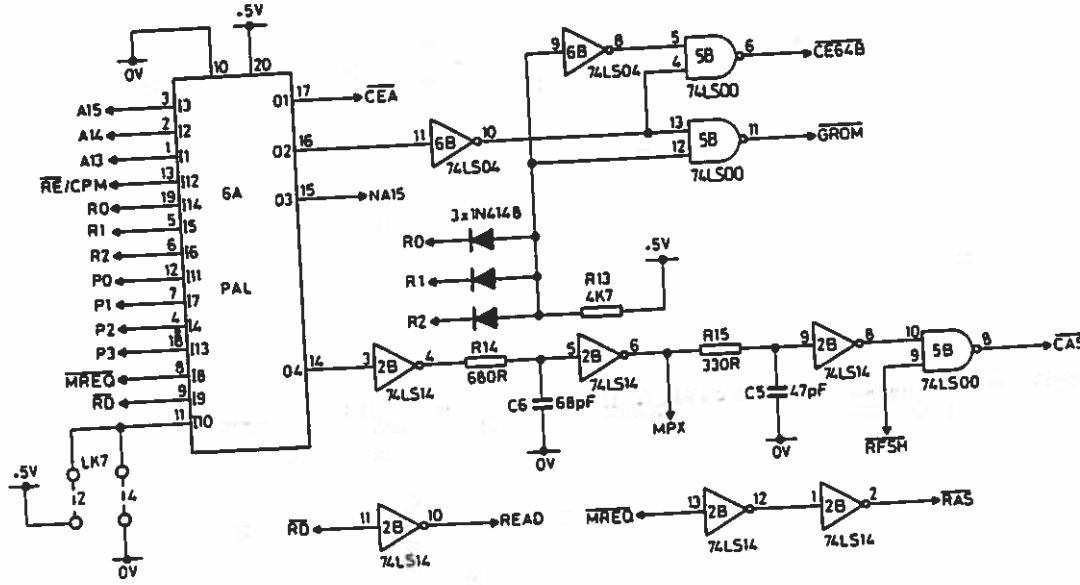 .5V
0V
10
20
3 I3
A15
2 I2
A14
1 I1
A13
13 I12
RE/CPM
19 I14
R0
5 I5
R1
6 I6
R2
12 I11
P0
7 I7
P1
4 I4
P2
18 I13
P3
8 I8
MREQ
9 I9
RD
11 I10
6A
PAL
O1 17 CEA
O2 16
O3 15 NA15
O4 14
LK7
12
14
.5V
0V
11 6B 10
74LS04
9 6B 8
74LS04
5
4
5B
6 CE64B
74LS00
13
12
5B
11 GROM
74LS00
3x1N4148
R0
R1
R2
R13
4K7
.5V
3 2B 4
74LS14
R14
680R
C6
68pF
0V
5 2B 6
74LS14
MPX
R15
330R
C5
47pF
0V
9 2B 8
74LS14
10
9
5B
8 CAS
74LS00
RFSH
RD 11 2B 10 READ
74LS14
MREQ 13 2B 12
74LS14
1 2B 2 RAS
74LS14